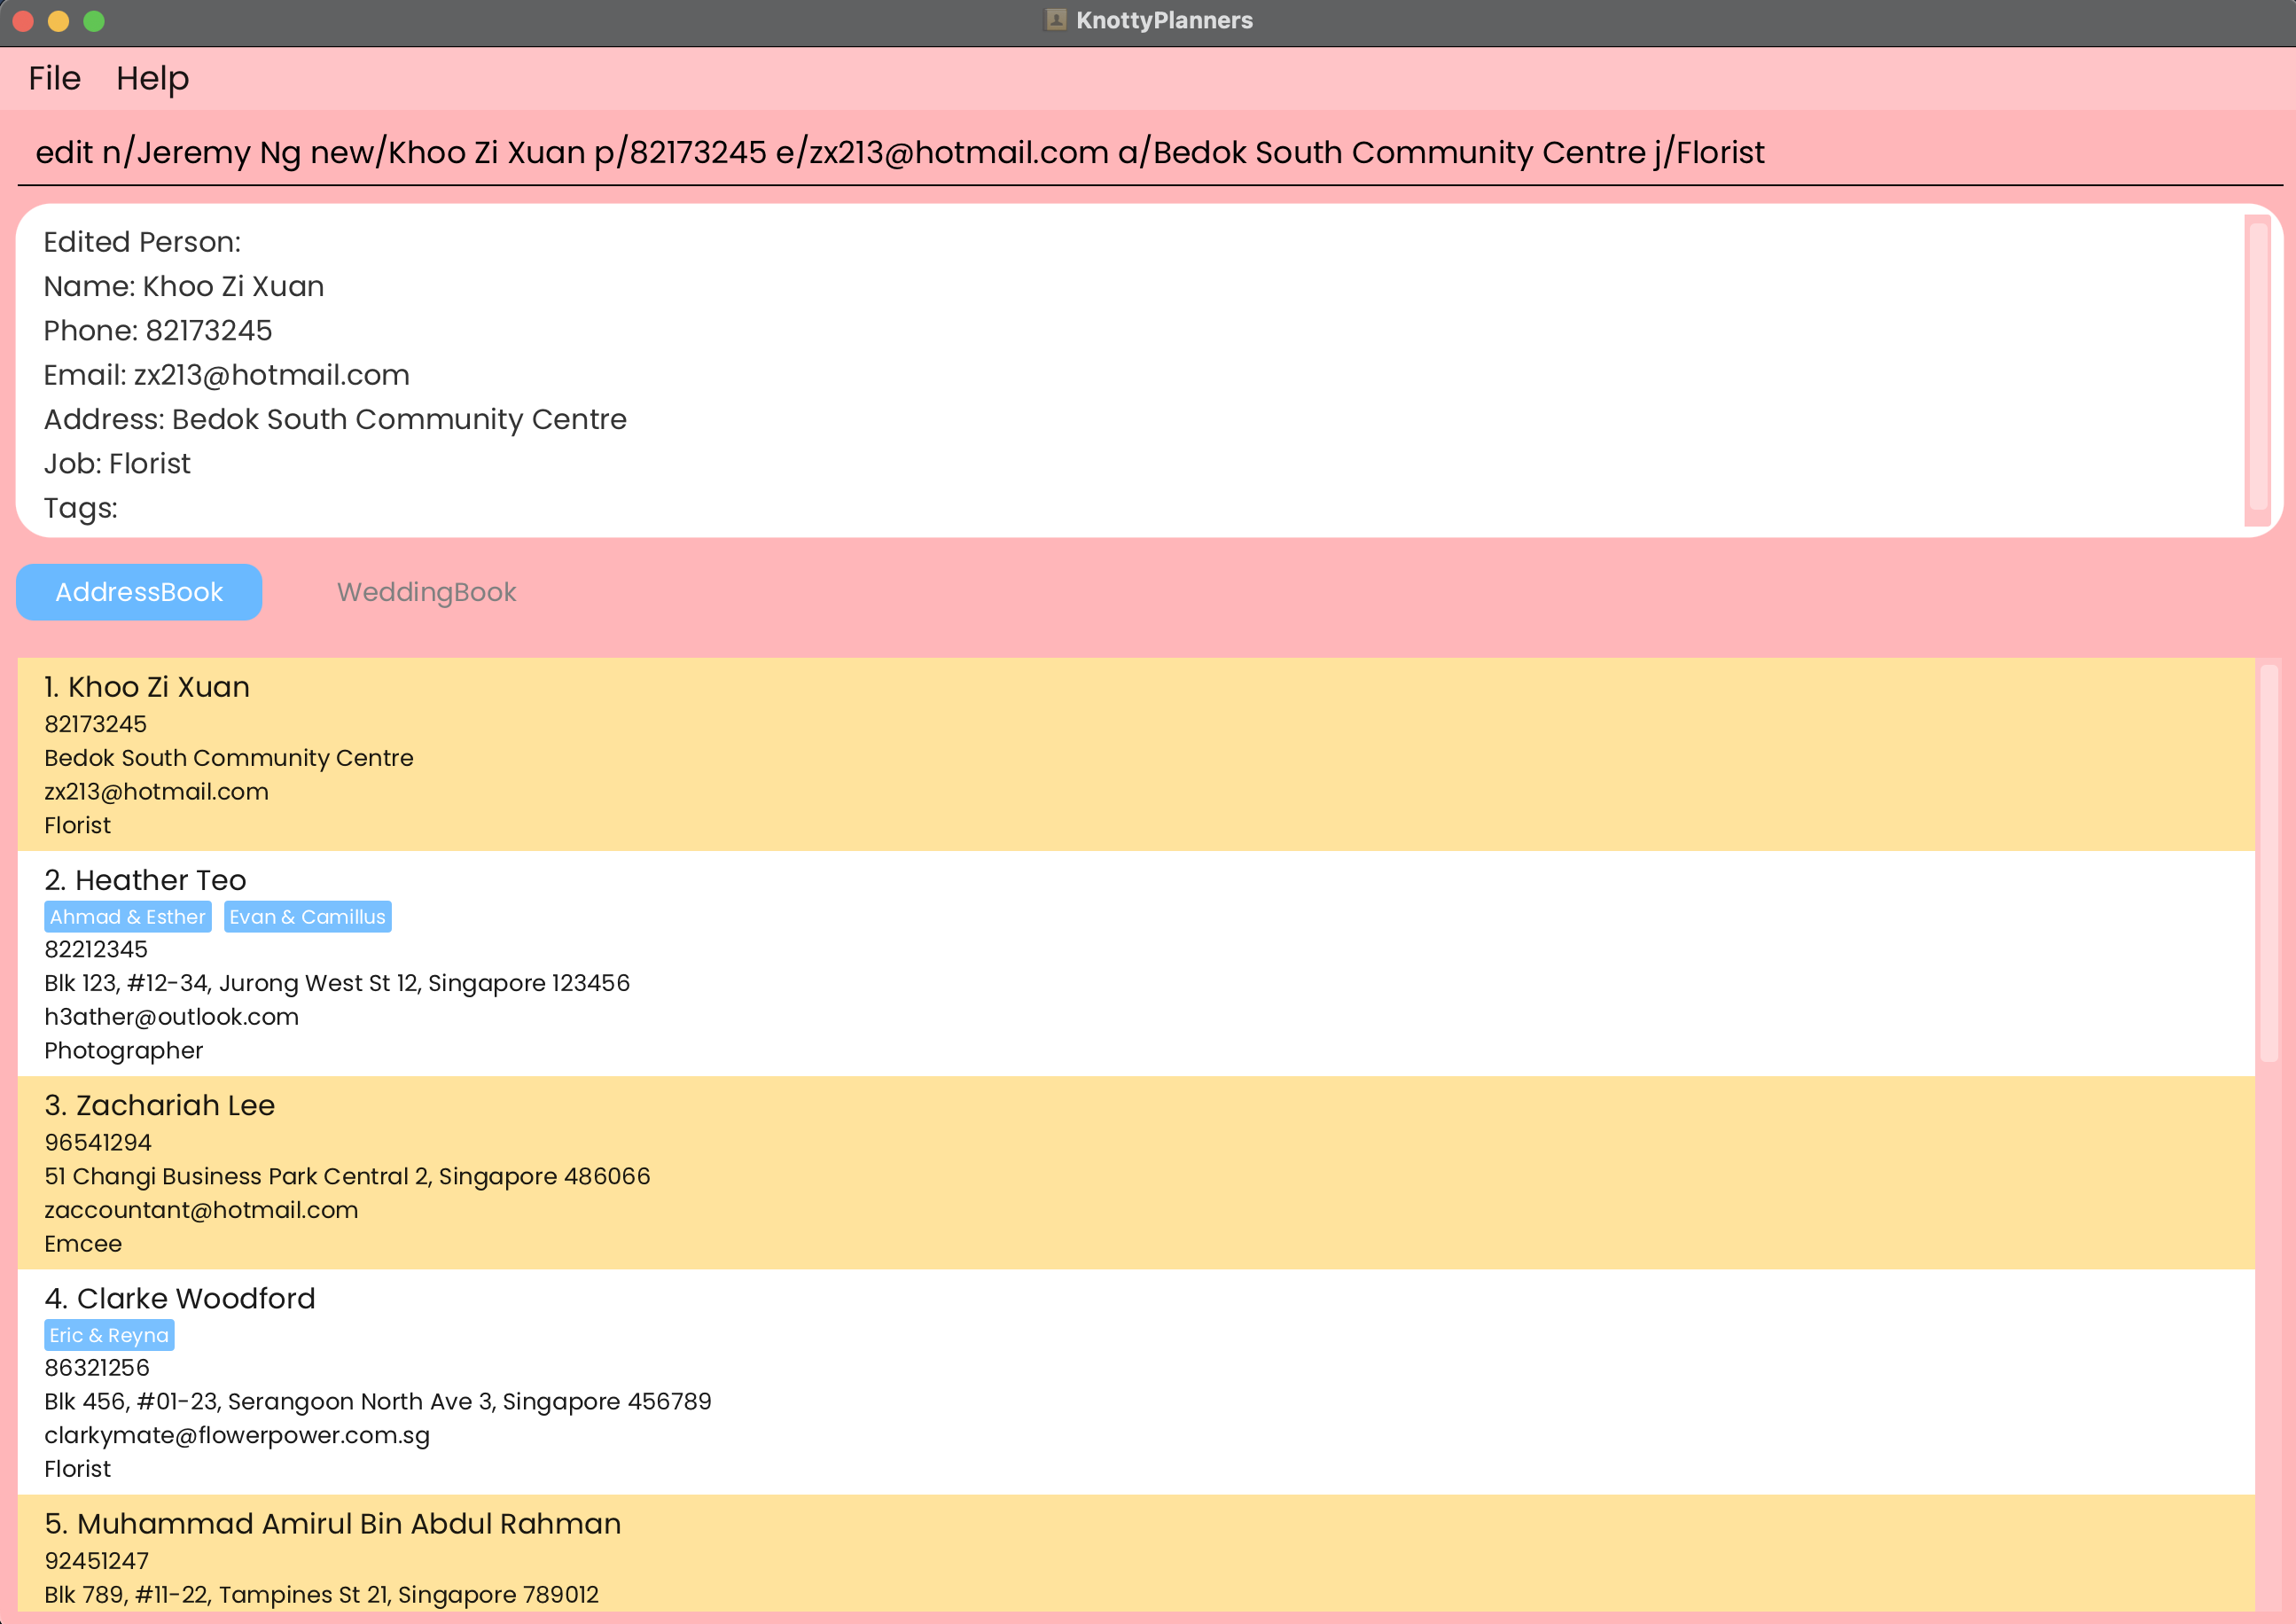 KnottyPlanners
File Help
edit n/Jeremy Ng new/Khoo Zi Xuan p/82173245 e/zx213@hotmail.com a/Bedok South Community Centre j/Florist
Edited Person:
Name: Khoo Zi Xuan
Phone: 82173245
Email: zx213@hotmail.com
Address: Bedok South Community Centre
Job: Florist
Tags:
AddressBook WeddingBook
1. Khoo Zi Xuan
82173245
Bedok South Community Centre
zx213@hotmail.com
Florist
2. Heather Teo
Ahmad & Esther Evan & Camillus
82212345
Blk 123, #12-34, Jurong West St 12, Singapore 123456
h3ather@outlook.com
Photographer
3. Zachariah Lee
96541294
51 Changi Business Park Central 2, Singapore 486066
zaccountant@hotmail.com
Emcee
4. Clarke Woodford
Eric & Reyna
86321256
Blk 456, #01-23, Serangoon North Ave 3, Singapore 456789
clarkymate@flowerpower.com.sg
Florist
5. Muhammad Amirul Bin Abdul Rahman
92451247
Blk 789, #11-22, Tampines St 21, Singapore 789012